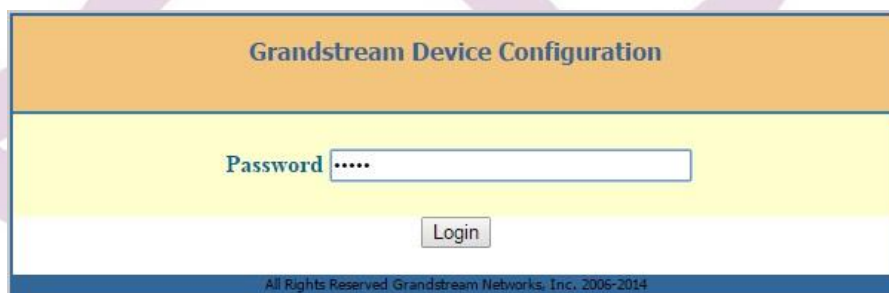 Grandstream Device Configuration
Password •••••
Login
All Rights Reserved Grandstream Networks, Inc. 2006-2014